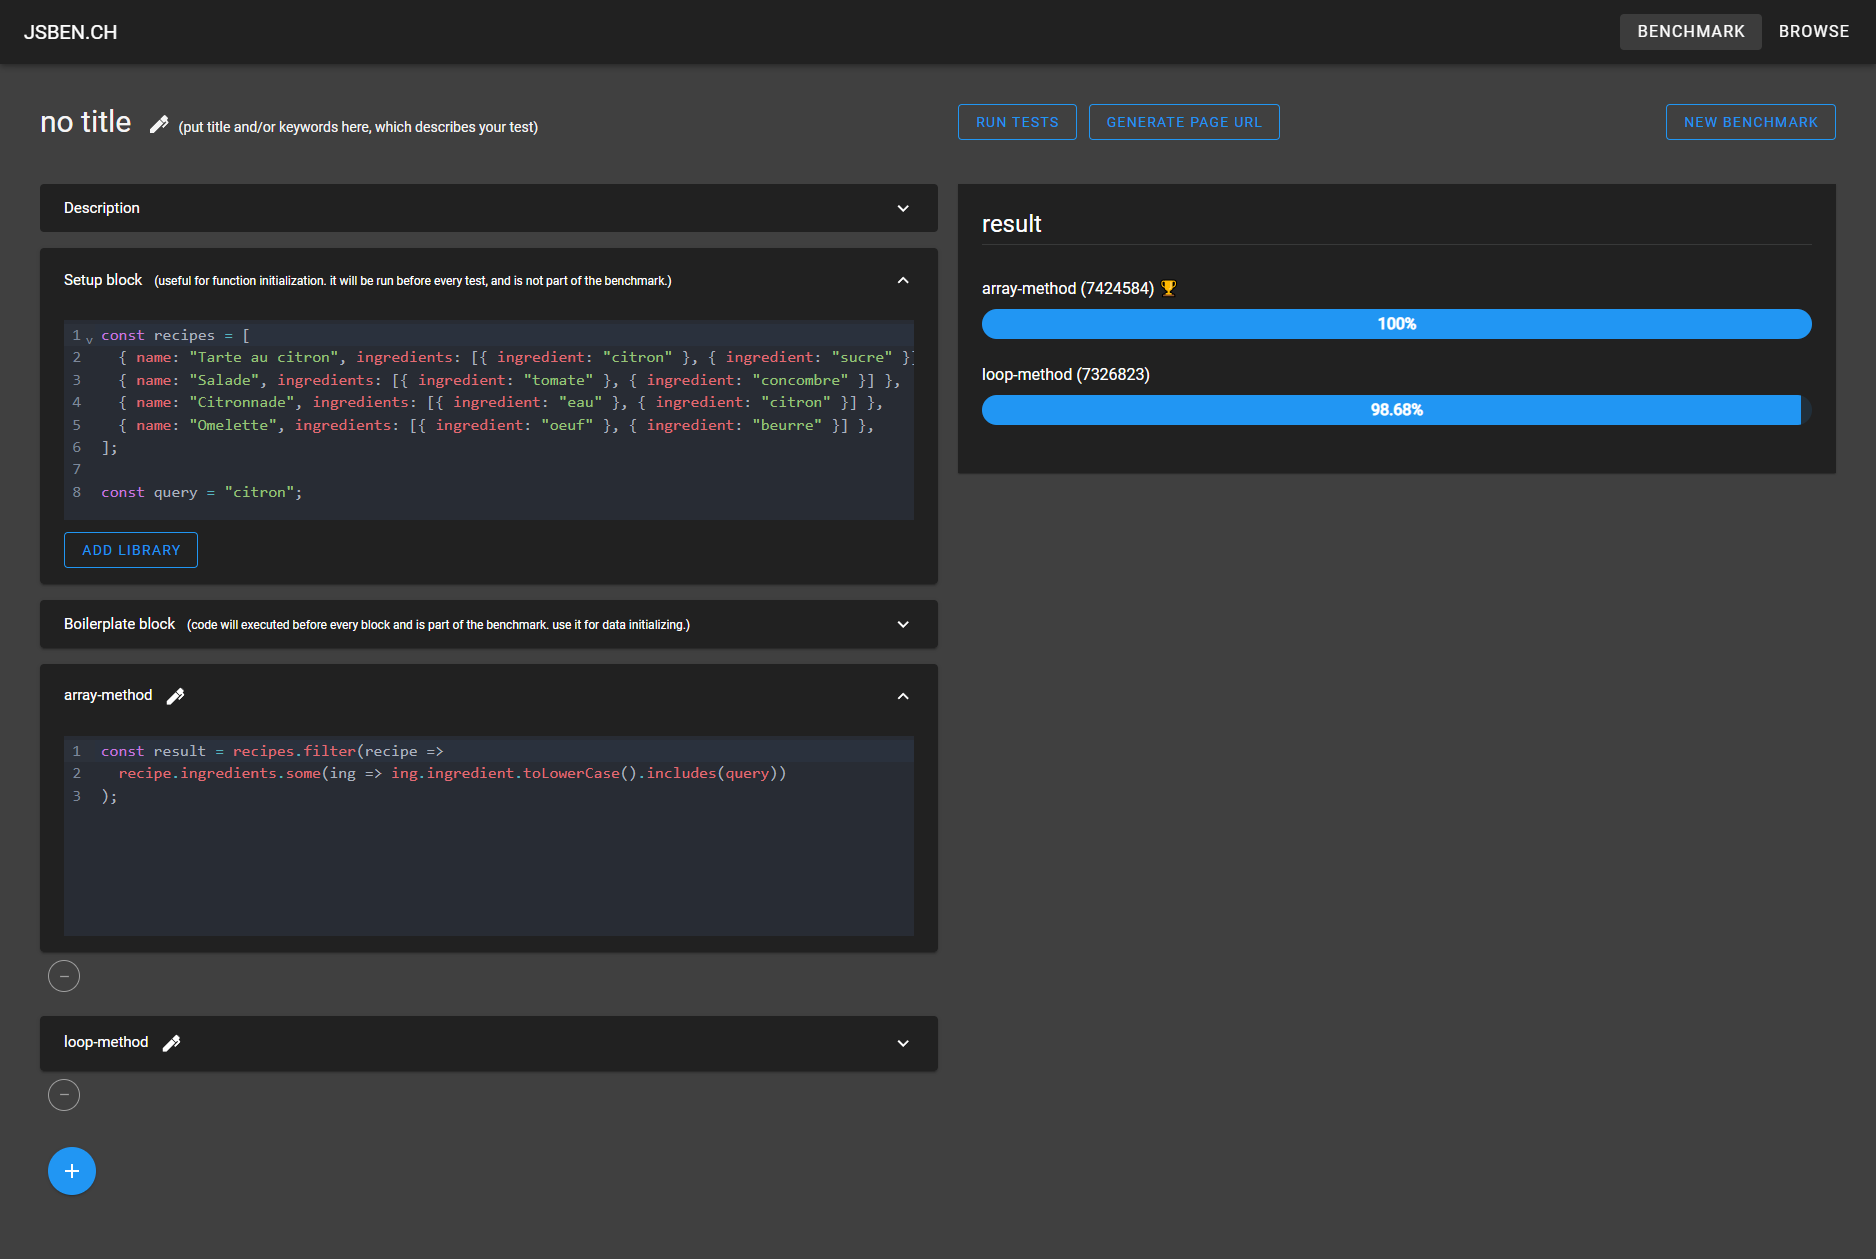 JSBEN.CH
BENCHMARK
BROWSE
no title (put title and/or keywords here, which describes your test)
RUN TESTS
GENERATE PAGE URL
NEW BENCHMARK
Description
Setup block (useful for function initialization. it will be run before every test, and is not part of the benchmark.)
1 const recipes = [
2 { name: "Tarte au citron", ingredients: [{ ingredient: "citron" }, { ingredient: "sucre" }]
3 { name: "Salade", ingredients: [{ ingredient: "tomate" }, { ingredient: "concombre" }] },
4 { name: "Citronnade", ingredients: [{ ingredient: "eau" }, { ingredient: "citron" }] },
5 { name: "Omelette", ingredients: [{ ingredient: "oeuf" }, { ingredient: "beurre" }] },
6 ];
7
8 const query = "citron";
ADD LIBRARY
Boilerplate block (code will executed before every block and is part of the benchmark. use it for data initializing.)
array-method
1 const result = recipes.filter(recipe =>
2 recipe.ingredients.some(ing => ing.ingredient.toLowerCase().includes(query))
3 );
loop-method
result
array-method (7424584)
100%
loop-method (7326823)
98.68%